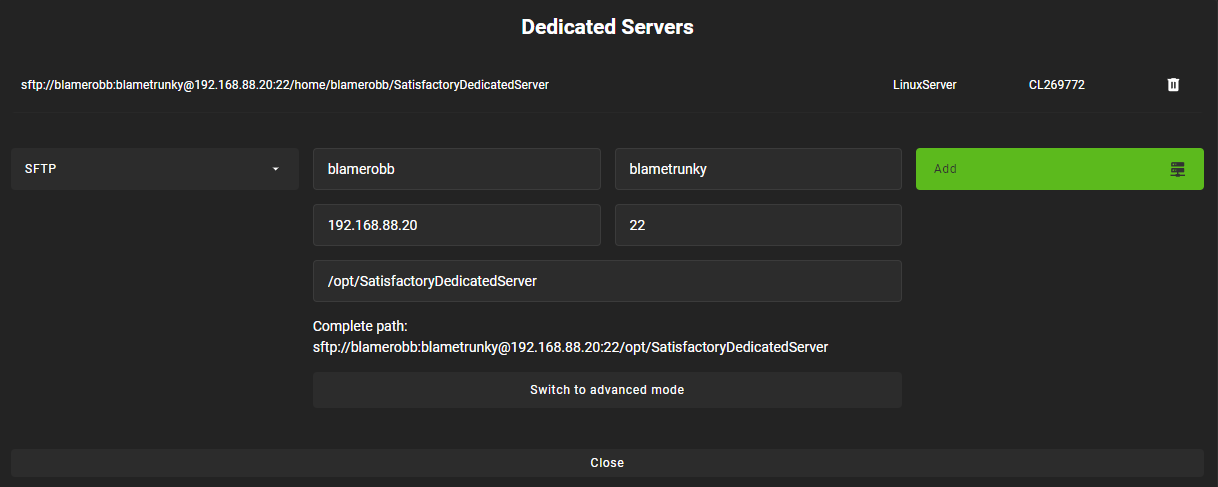 Dedicated Servers
sftp://blamerobb:blametrunky@192.168.88.20:22/home/blamerobb/SatisfactoryDedicatedServer LinuxServer CL269772
SFTP blamerobb blametrunky Add
192.168.88.20 22
/opt/SatisfactoryDedicatedServer
Complete path:
sftp://blamerobb:blametrunky@192.168.88.20:22/opt/SatisfactoryDedicatedServer
Switch to advanced mode
Close